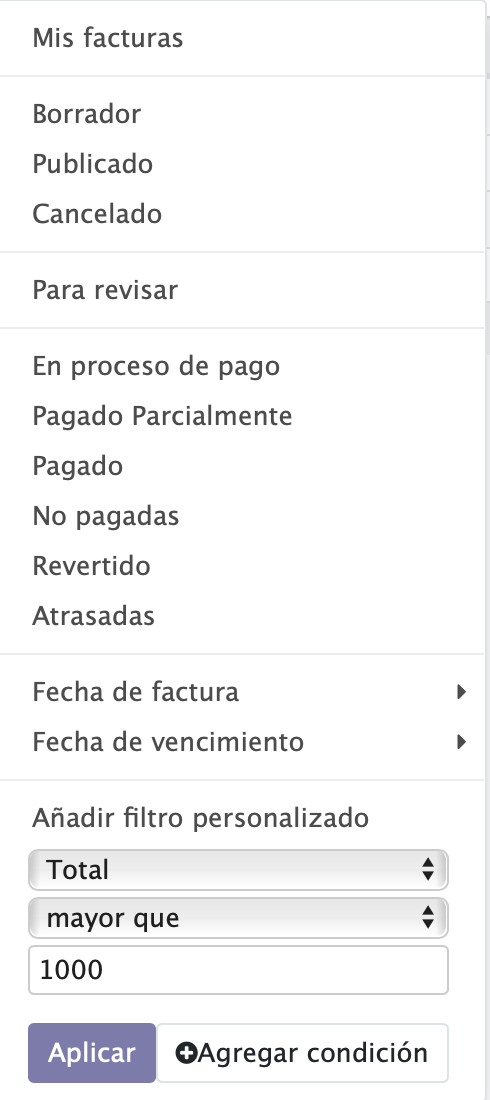 Mis facturas
Borrador
Publicado
Cancelado
Para revisar
En proceso de pago
Pagado Parcialmente
Pagado
No pagadas
Revertido
Atrasadas
Fecha de factura
Fecha de vencimiento
Añadir filtro personalizado
Total
mayor que
1000
Aplicar Agregar condición